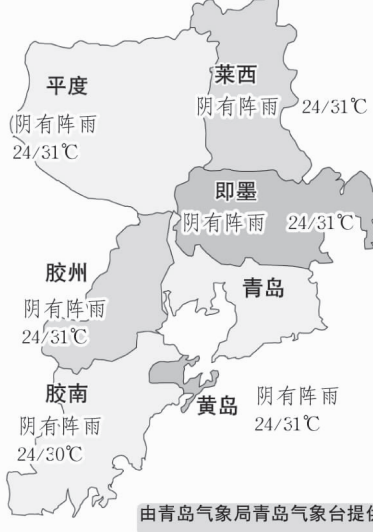 平度
阴有阵雨
24/31℃
莱西
阴有阵雨 24/31℃
即墨
阴有阵雨 24/31℃
胶州
阴有阵雨
24/31℃
青岛
胶南
阴有阵雨
24/30℃
黄岛
阴有阵雨
24/31℃
由青岛气象局青岛气象台提